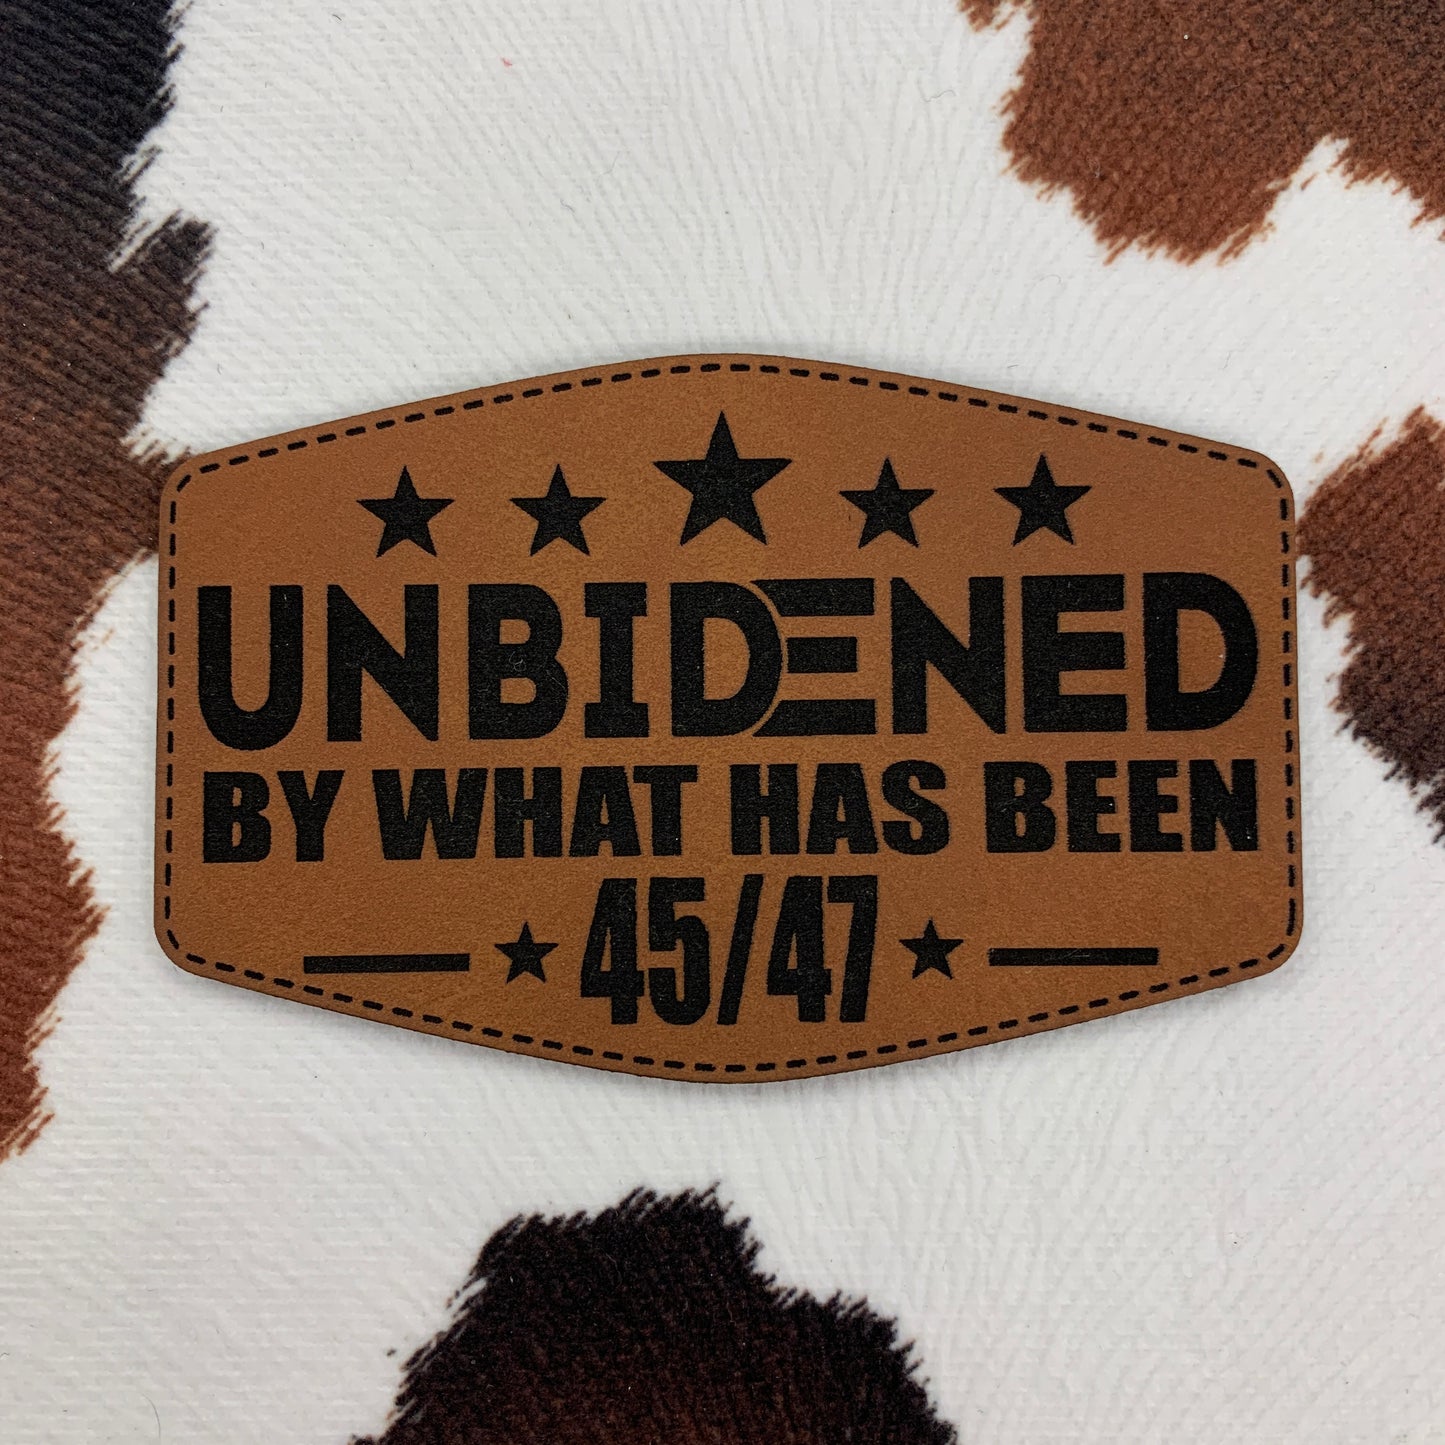 UNBIDENED
BY WHAT HAS BEEN
45/47